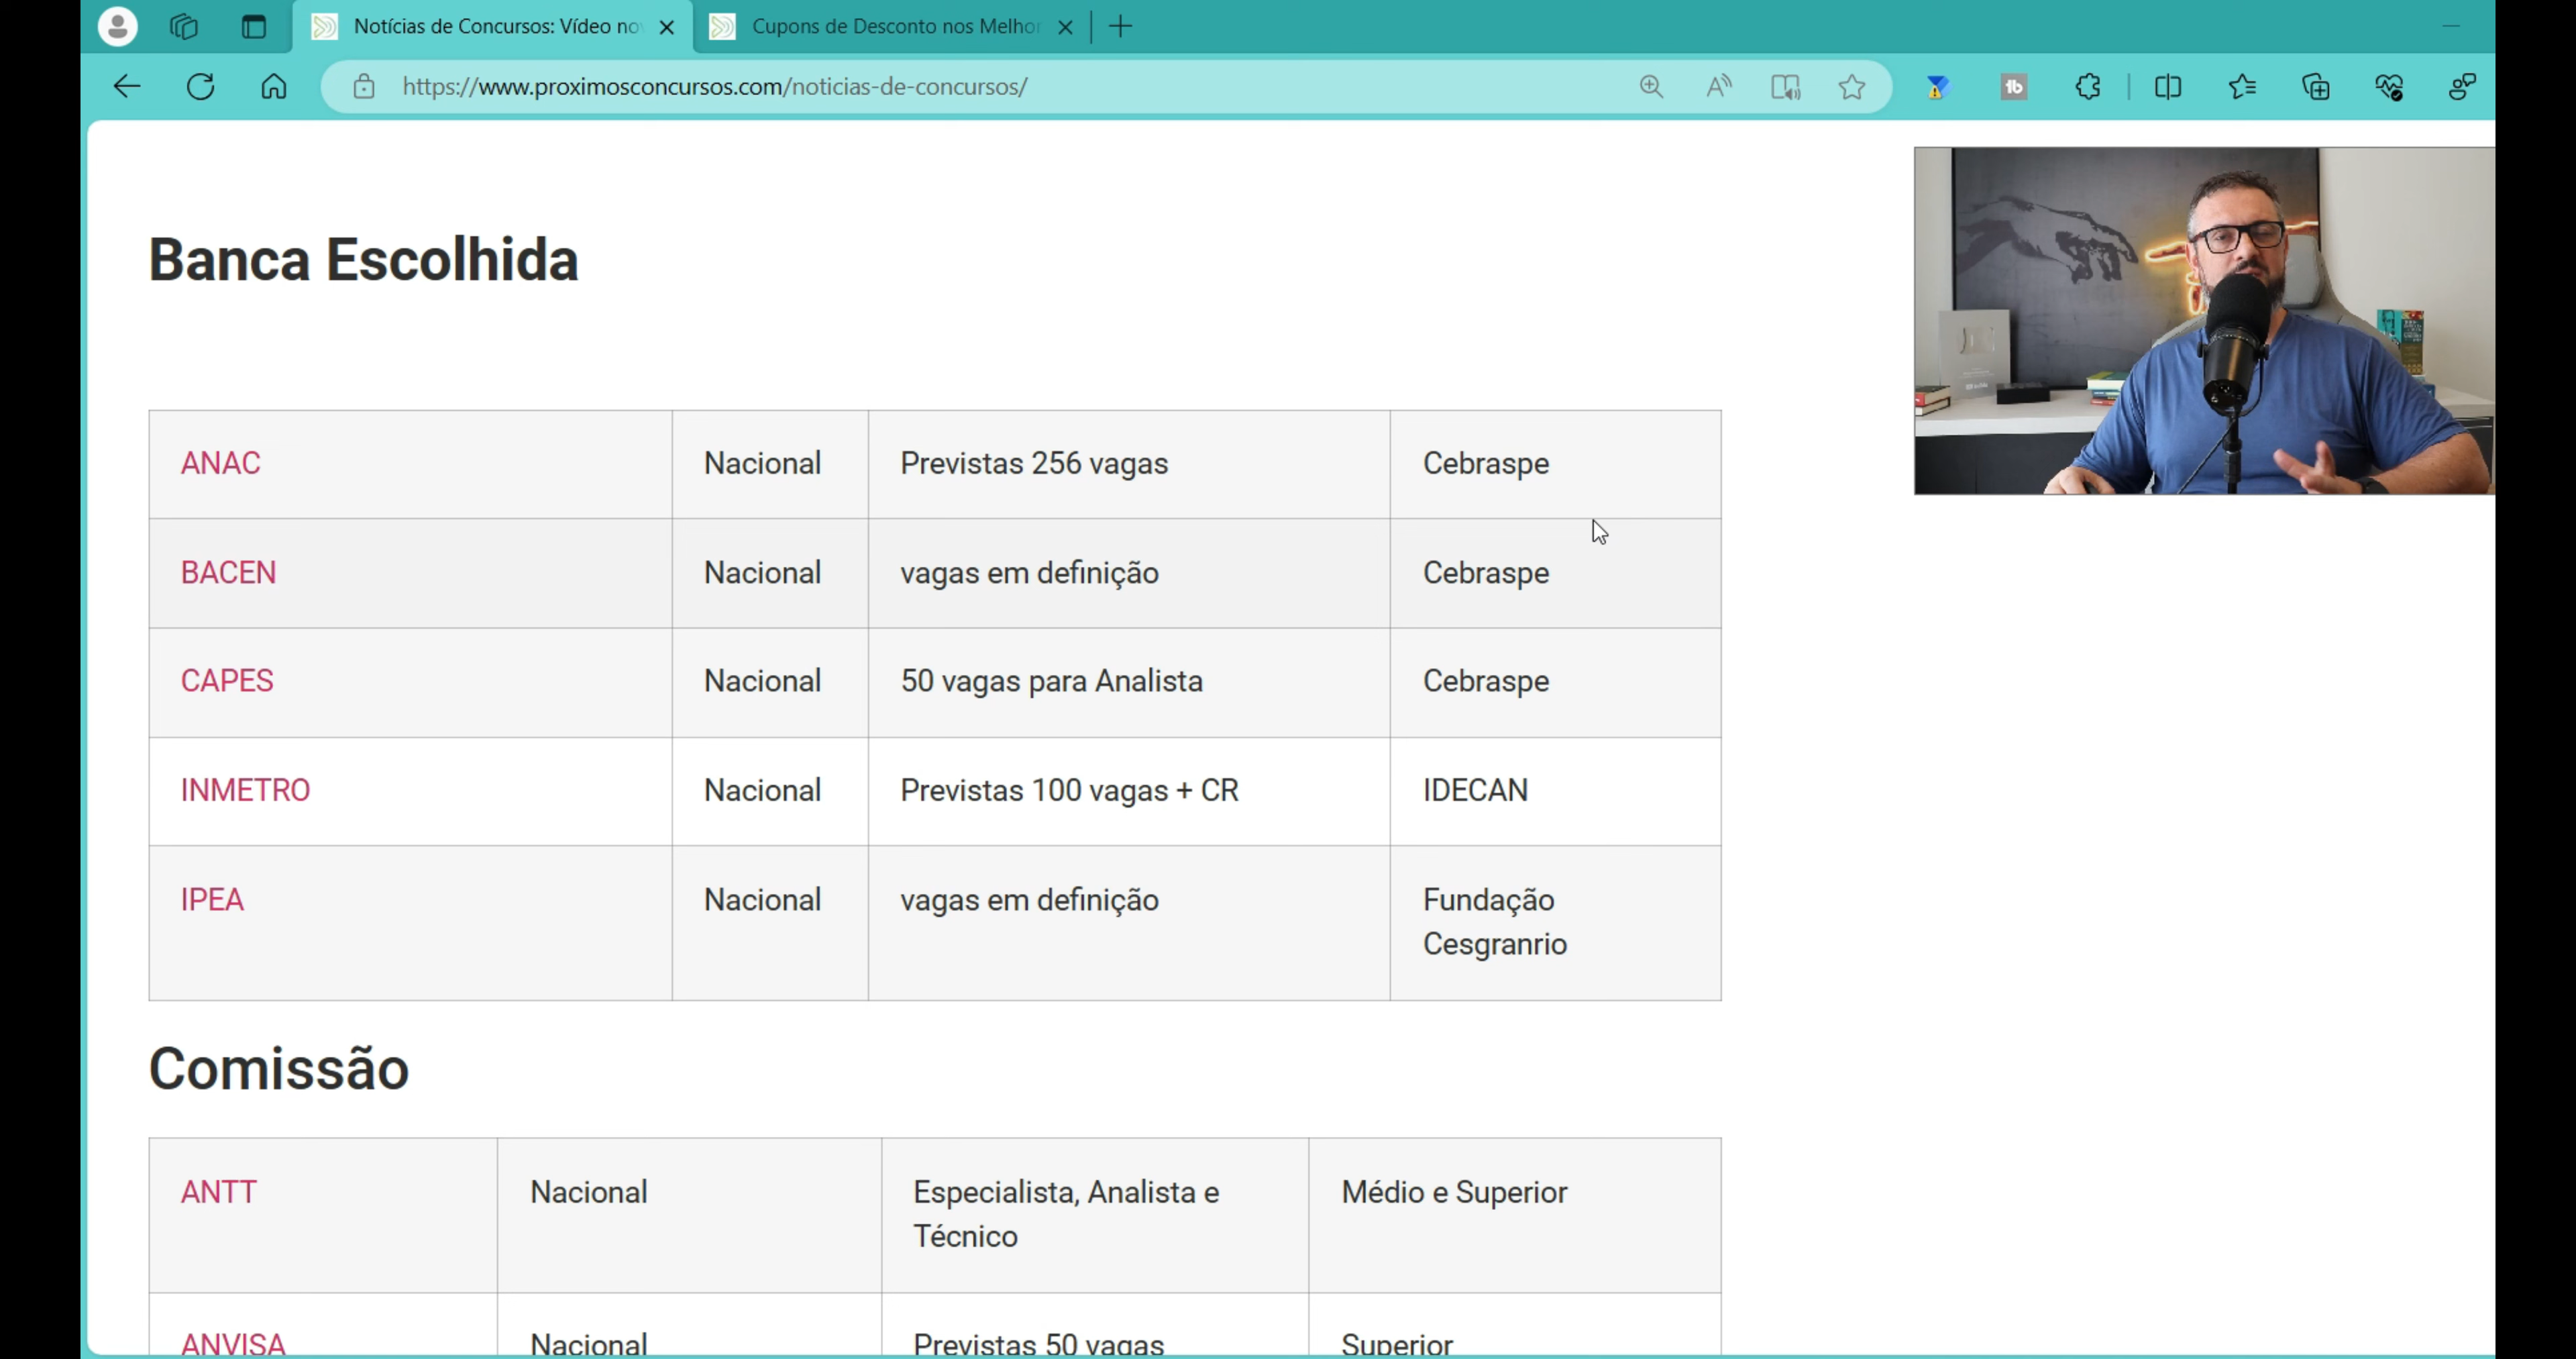 Notícias de Concursos: Vídeo no
Cupons de Desconto nos Melhor
https://www.proximosconcursos.com/noticias-de-concursos/
Banca Escolhida
ANAC Nacional Previstas 256 vagas Cebraspe
BACEN Nacional vagas em definição Cebraspe
CAPES Nacional 50 vagas para Analista Cebraspe
INMETRO Nacional Previstas 100 vagas + CR IDECAN
IPEA Nacional vagas em definição Fundação
Cesgranrio
Comissão
ANTT Nacional Especialista, Analista e Médio e Superior
Técnico
ANVISA Nacional Previstas 50 vagas Superior